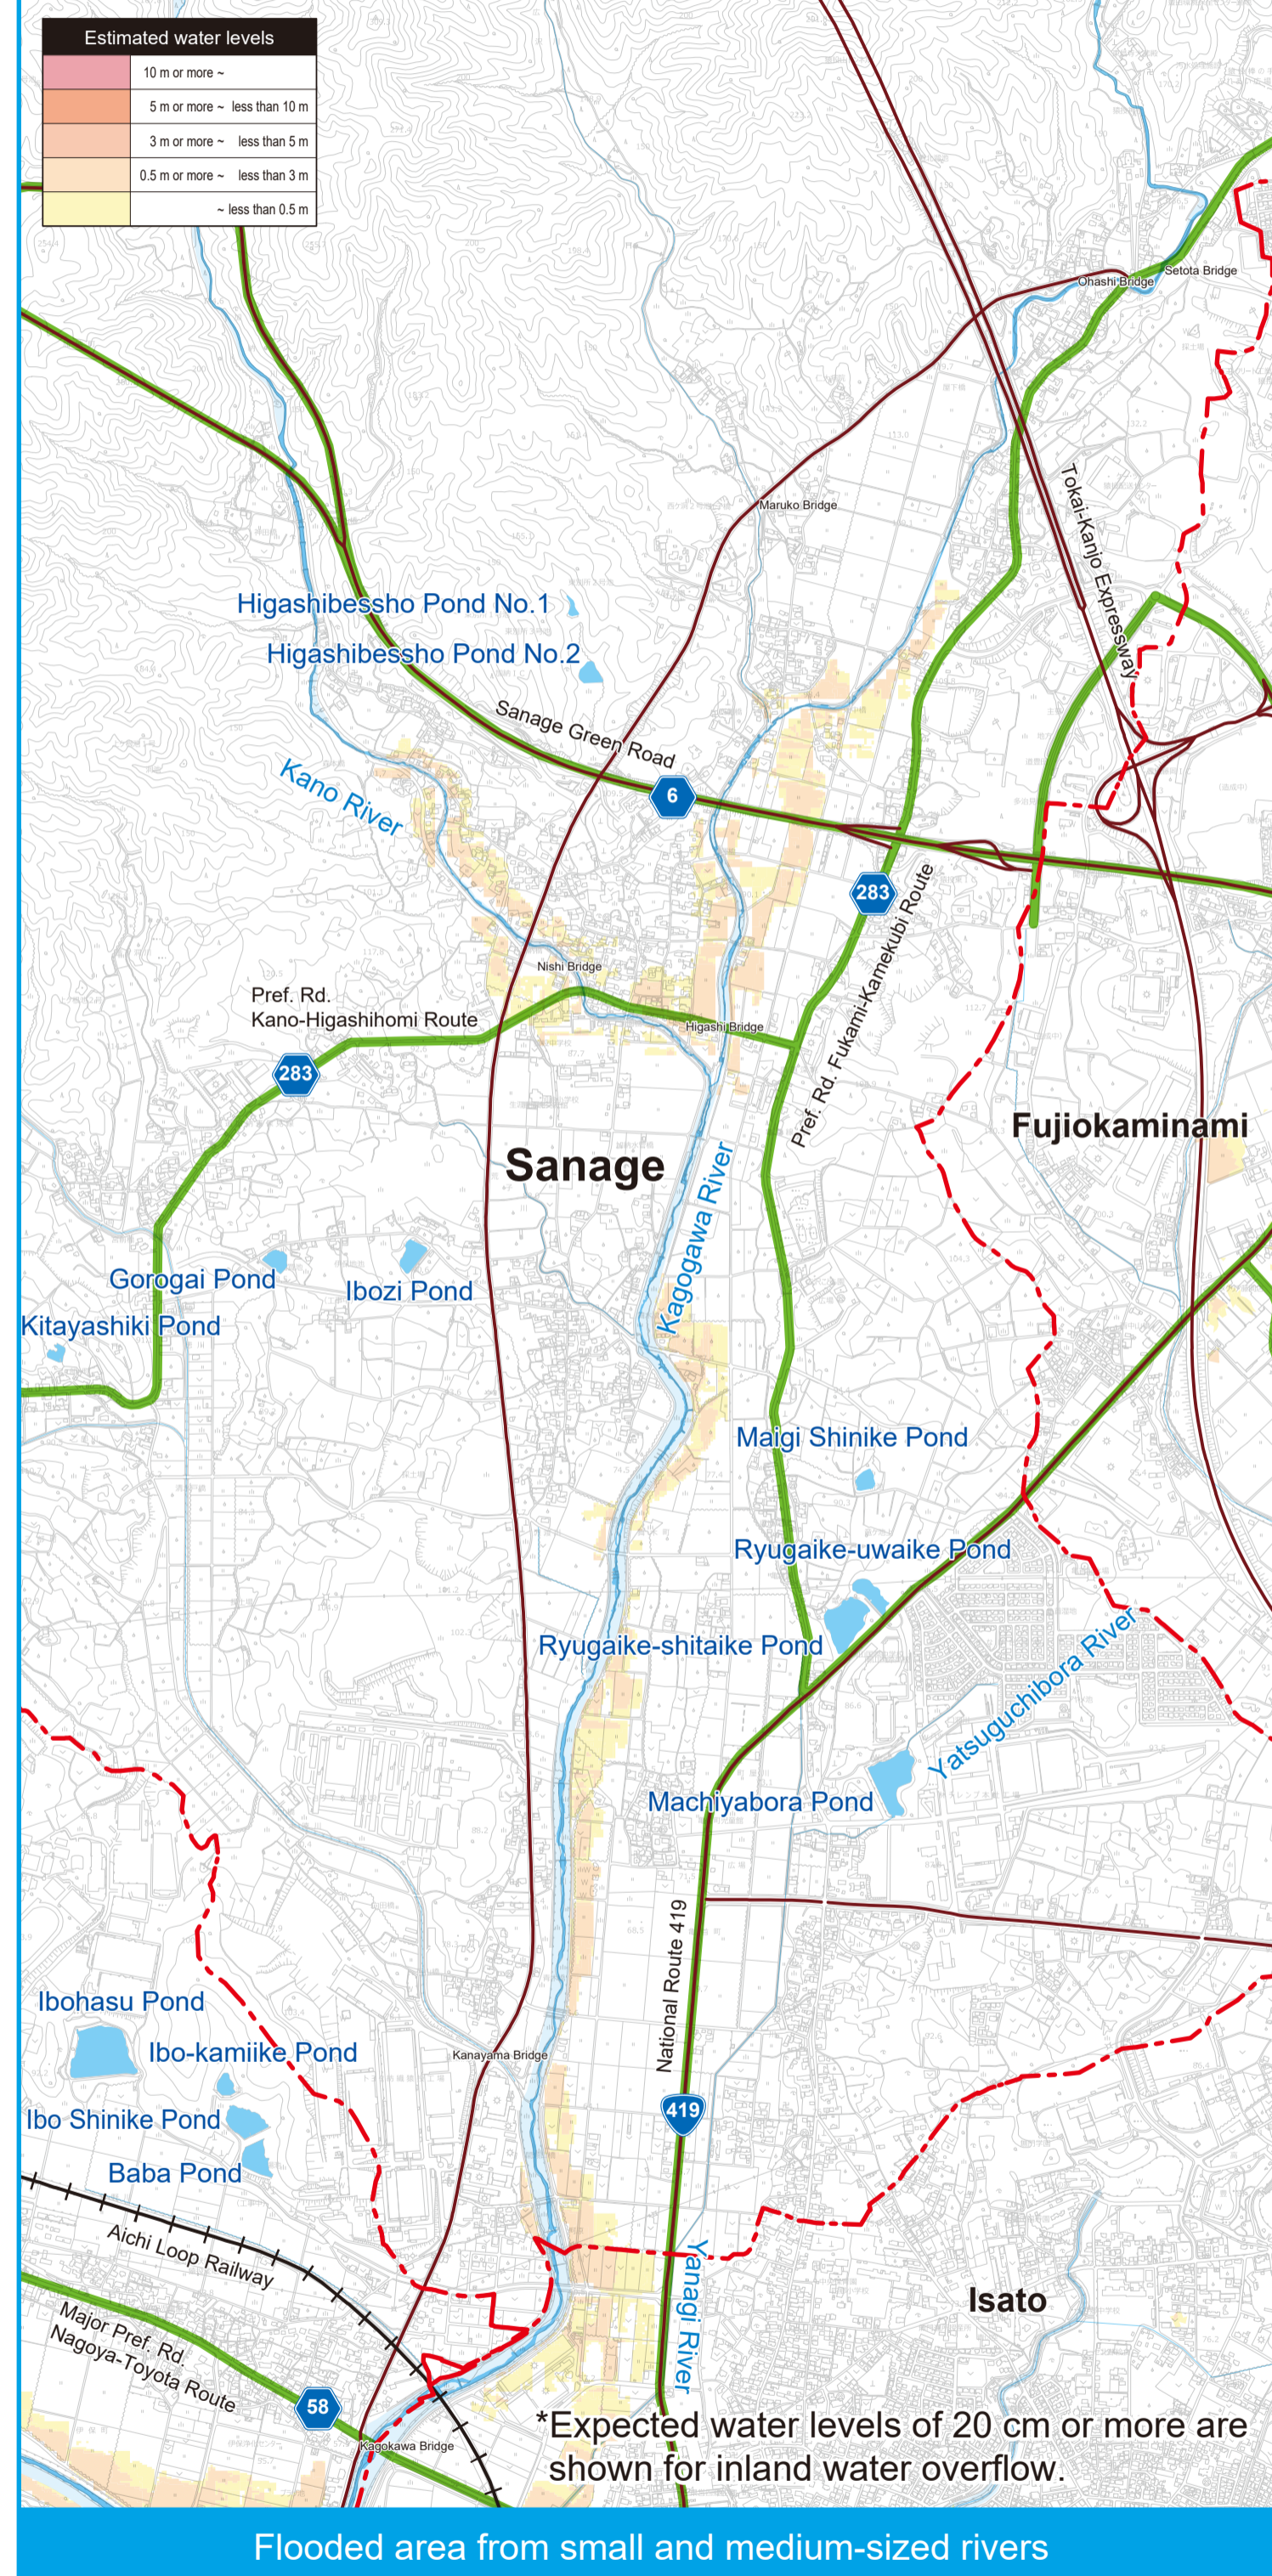 Estimated water levels
10 m or more ~
5 m or more ~ less than 10 m
3 m or more ~ less than 5 m
0.5 m or more ~ less than 3 m
~ less than 0.5 m
Setota Bridge
Ohashi Bridge
Tokai-Kanjo Expressway
Maruko Bridge
Higashibessho Pond No.1
Higashibessho Pond No.2
Sanage Green Road
Kano River
6
283
Pref. Rd. Fukami-Kamekubi Route
Nishi Bridge
Pref. Rd.
Kano-Higashihomi Route
Higashi Bridge
283
Fujiokaminami
Sanage
Kagogawa River
Gorogai Pond
Ibozi Pond
Kitayashiki Pond
Maigi Shinike Pond
Ryugaike-uwaike Pond
Ryugaike-shitaike Pond
Yatsuguchibora River
Machiyabora Pond
National Route 419
Ibohasu Pond
Ibo-kamiike Pond
Kanayama Bridge
419
Ibo Shinike Pond
Baba Pond
Aichi Loop Railway
Yanagi River
Isato
Major Pref. Rd.
Nagoya-Toyota Route
58
Kagokawa Bridge
*Expected water levels of 20 cm or more are
shown for inland water overflow.
Flooded area from small and medium-sized rivers